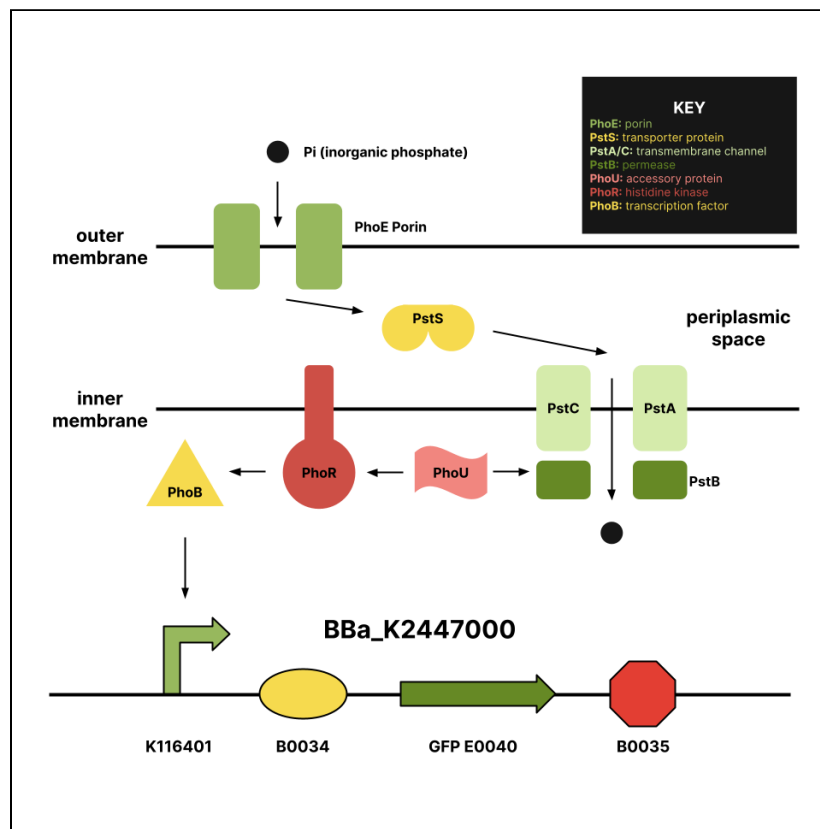 KEY
PhoE: porin
PstS: transporter protein
PstA/C: transmembrane channel
PstB: permease
PhoU: accessory protein
PhoR: histidine kinase
PhoB: transcription factor
Pi (inorganic phosphate)
PhoE Porin
outer
membrane
PstS
periplasmic
space
inner
membrane
PstC
PstA
PhoB
PhoR
PhoU
PstB
BBa_K2447000
K116401
B0034
GFP E0040
B0035